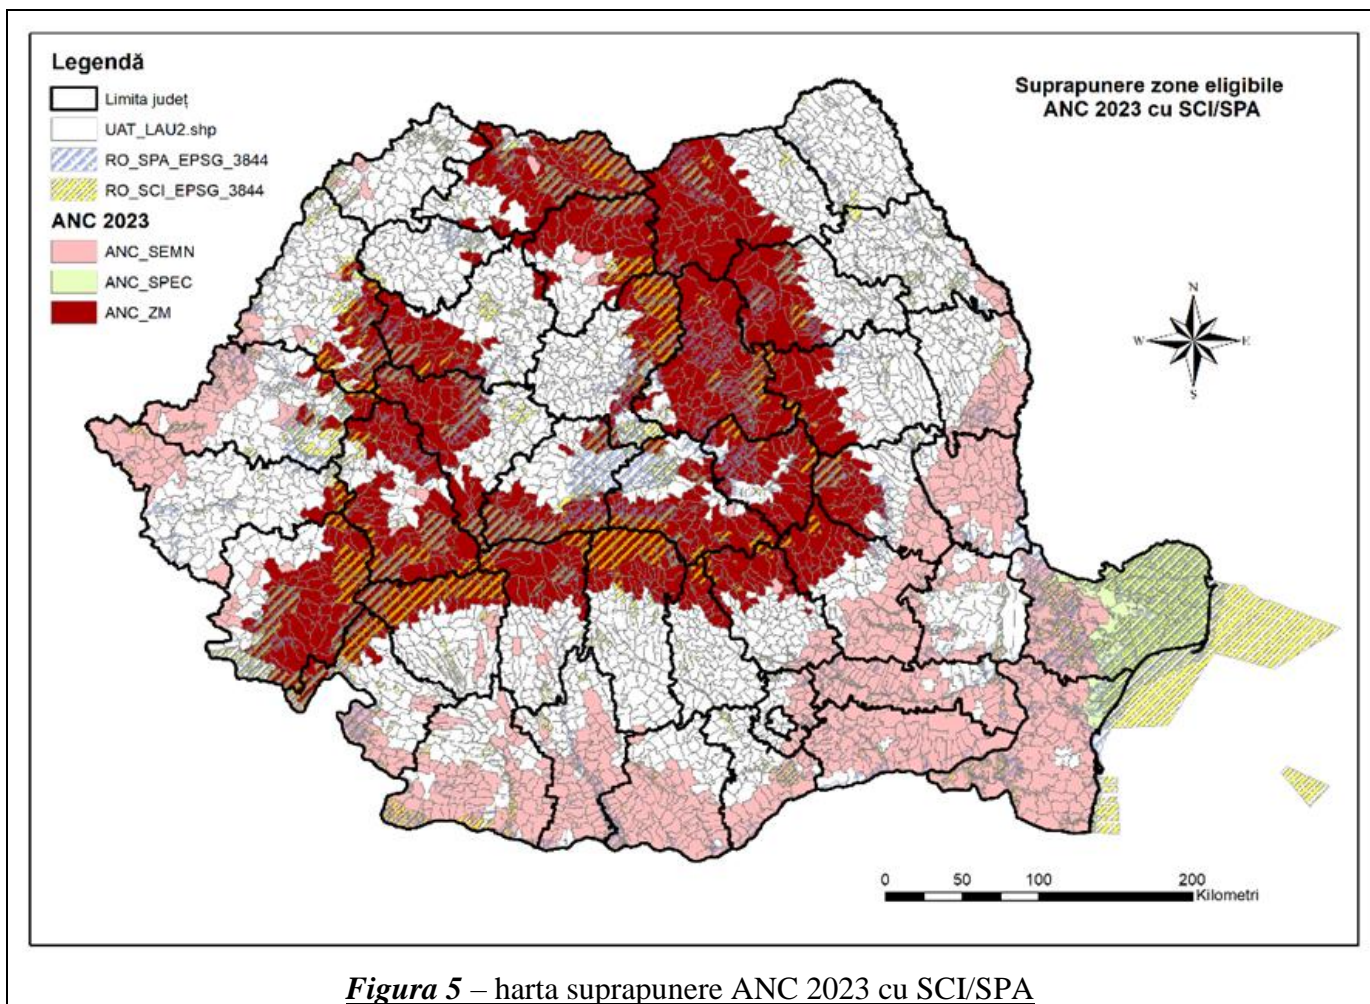 Legendă
Limita județ
UAT_LAU2.shp
RO_SPA_EPSG_3844
RO_SCI_EPSG_3844
ANC 2023
ANC_SEMN
ANC_SPEC
ANC_ZM
Suprapunere zone eligibile
ANC 2023 cu SCI/SPA
N
W E
S
0 50 100 200
Kilometri
Figura 5 – harta suprapunere ANC 2023 cu SCI/SPA